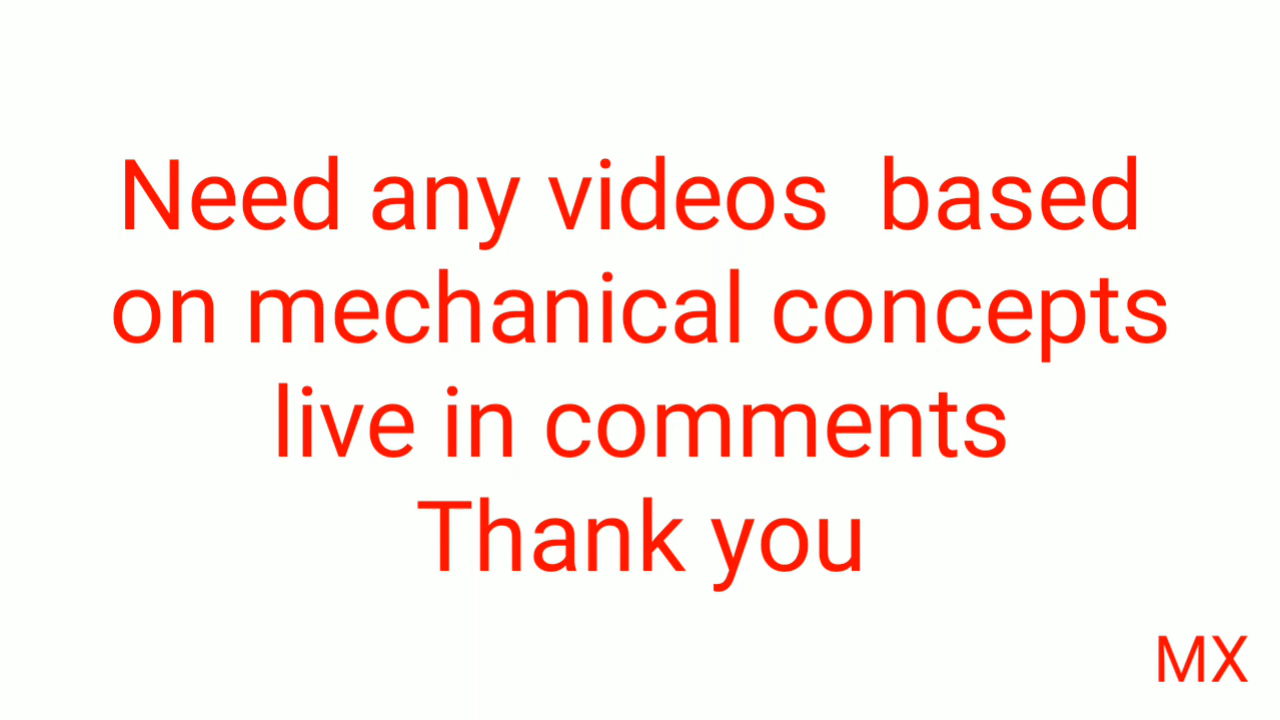 Need any videos  based
on mechanical concepts
live in comments
Thank you
MX